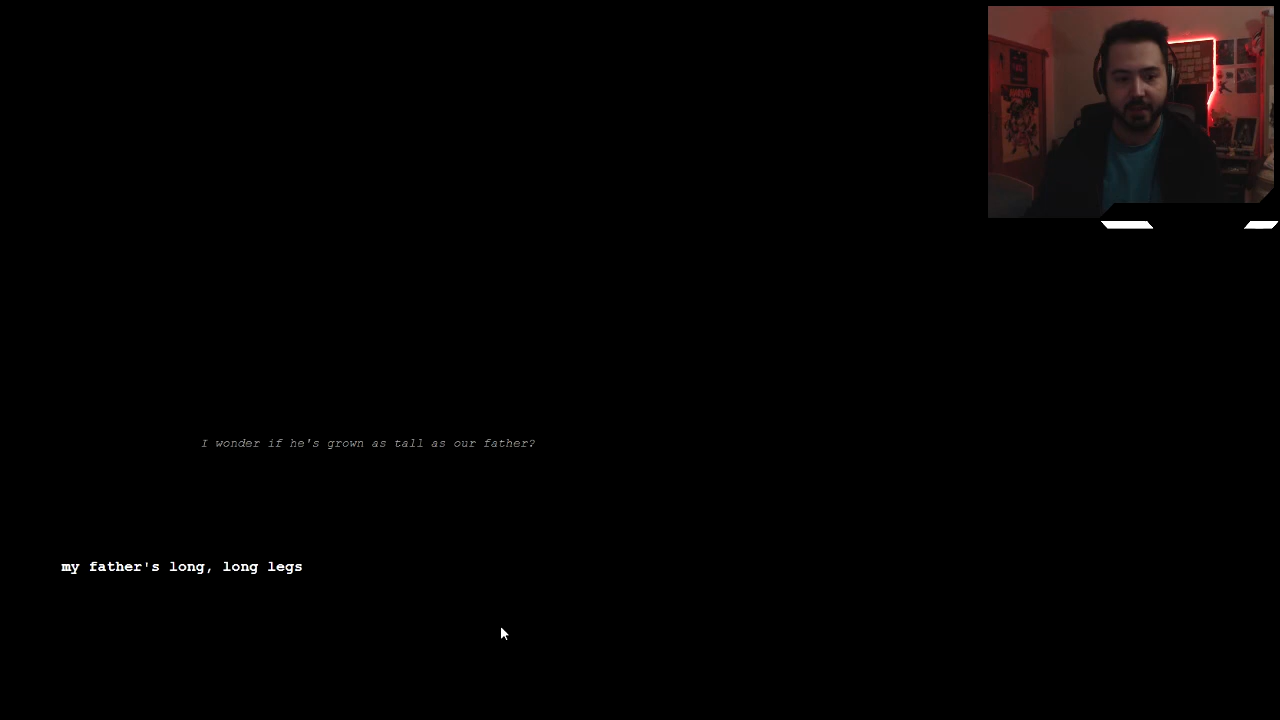 I wonder if he's grown as tall as our father?
my father's long, long legs